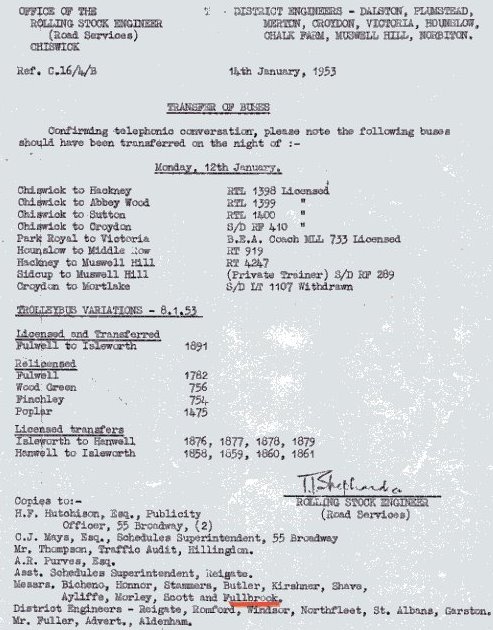 OFFICE OF THE
ROLLING STOCK ENGINEER
(Road Services)
CHISWICK
T - DISTRICT ENGINEERS - DALSTON, PLUMSTEAD,
MERTON, CROYDON, VICTORIA, HOUNSLOW,
CHALK FARM, MUSWELL HILL, NORBITON.
Ref. C.16/4/B
14th January, 1953
TRANSFER OF BUSES
Confirming telephonic conversation, please note the following buses
should have been transferred on the night of :-
Monday, 12th January.
Chiswick to Hackney RTL 1398 Licensed
Chiswick to Abbey Wood RTL 1399 "
Chiswick to Sutton RTL 1400 "
Chiswick to Croydon S/D RF 410 "
Park Royal to Victoria B.E.A. Coach MLL 733 Licensed
Hounslow to Middle Row RT 919
Hackney to Muswell Hill RT 4247
Sidcup to Muswell Hill (Private Trainer) S/D RF 289
Croydon to Mortlake S/D LT 1107 Withdrawn
TROLLEYBUS VARIATIONS - 8.1.53
Licensed and Transferred
Fulwell to Isleworth 1891
Relicensed
Fulwell 1782
Wood Green 756
Finchley 754
Poplar 1475
Licensed transfers
Isleworth to Hanwell 1876, 1877, 1878, 1879
Hanwell to Isleworth 1858, 1859, 1860, 1861
T. Shephard
ROLLING STOCK ENGINEER
(Road Services)
Copies to:-
H.F. Hutchison, Esq., Publicity
Officer, 55 Broadway, (2)
C.J. Mays, Esq., Schedules Superintendent, 55 Broadway
Mr. Thompson, Traffic Audit, Hillingdon.
A.R. Purves, Esq.
Asst. Schedules Superintendent, Reigate.
Messrs. Bicheno, Honnor, Stammers, Butler, Kirshner, Shave,
Ayliffe, Morley, Scott and Fullbrook.
District Engineers - Reigate, Romford, Windsor, Northfleet, St. Albans, Garston.
Mr. Fuller, Advert., Aldenham.